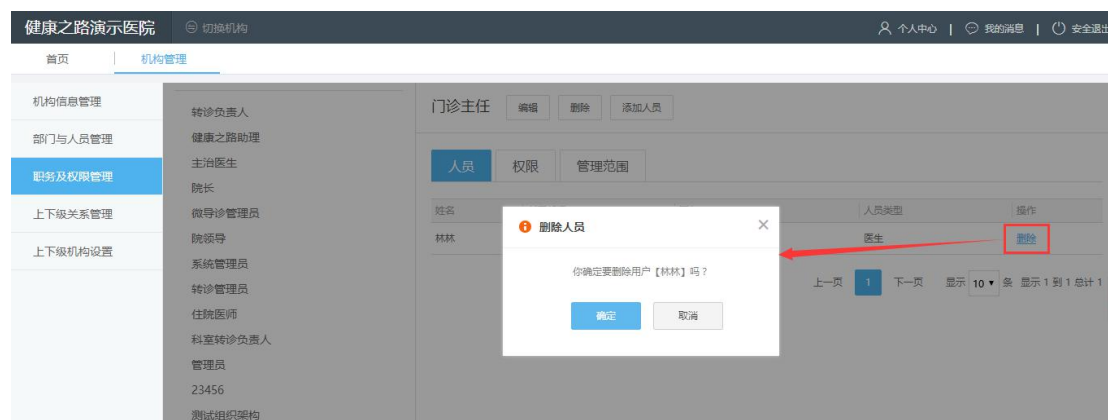 健康之路演示医院 切换机构 个人中心 | 我的消息 | 安全退出
首页 机构管理
机构信息管理
部门与人员管理
职务及权限管理
上下级关系管理
上下级机构设置
转诊负责人
健康之路助理
主治医生
院长
微导诊管理员
院领导
系统管理员
转诊管理员
住院医师
科室转诊负责人
管理员
23456
测试组织架构
门诊主任 编辑 删除 添加人员
人员 权限 管理范围
姓名 人员类型 操作
林林 医生 删除
上一页 1 下一页 显示 10 条 显示 1 到 1 总计 1
删除人员
你确定要删除用户【林林】吗？
确定 取消